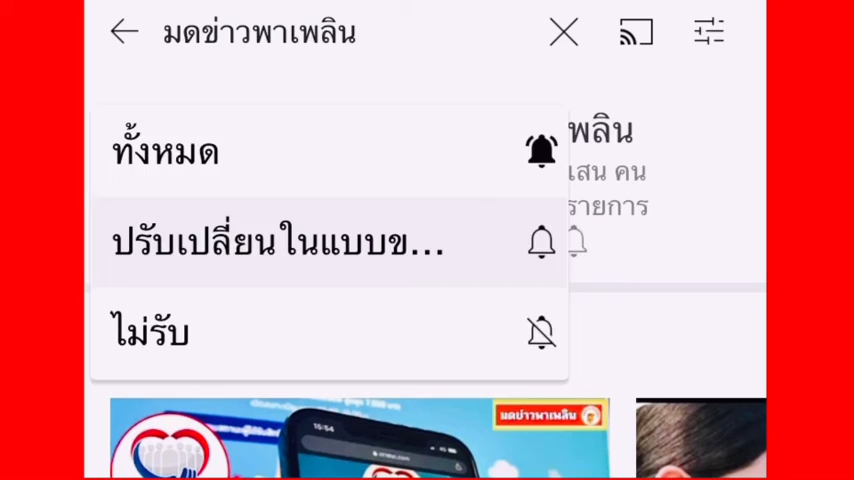 มดข่าวพาเพลิน
ทั้งหมด
พลิน
เสน คน
รายการ
ปรับเปลี่ยนในแบบข...
ไม่รับ
มดข่าวพาเพลิน
15:54